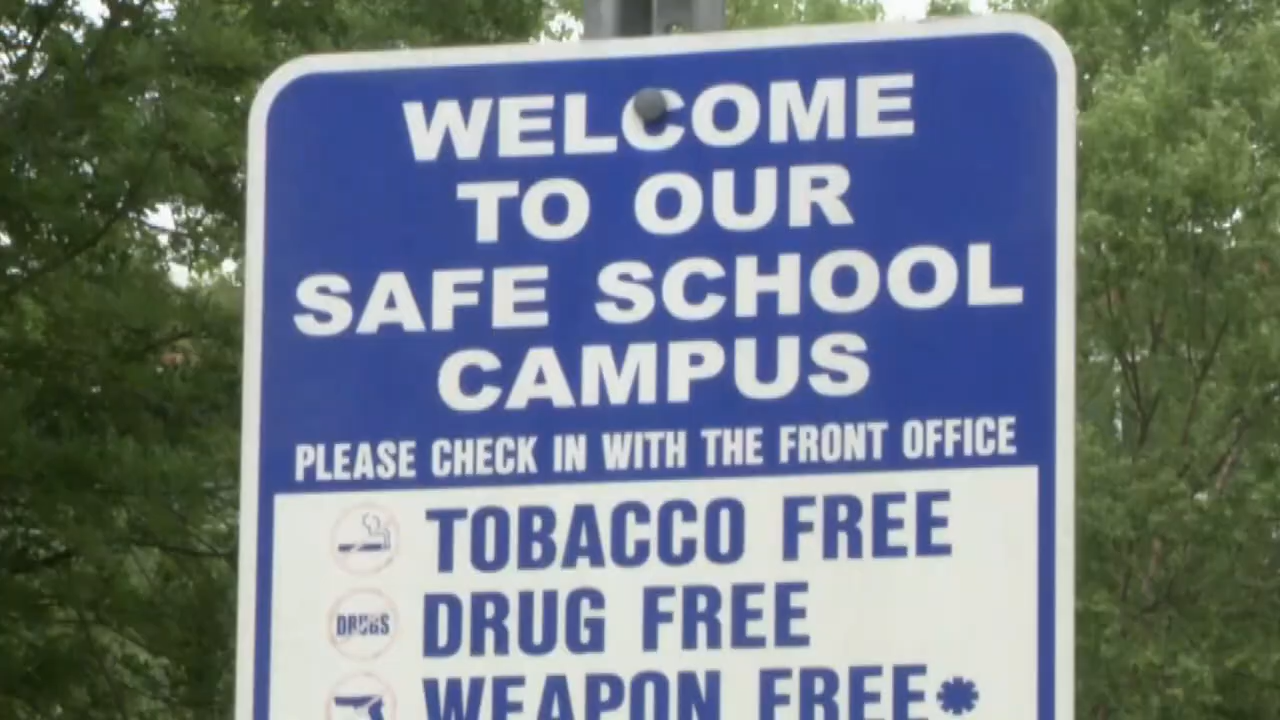 WELCOME
TO OUR
SAFE SCHOOL
CAMPUS
PLEASE CHECK IN WITH THE FRONT OFFICE
TOBACCO FREE
DRUGS
DRUG FREE
WEAPON FREE*